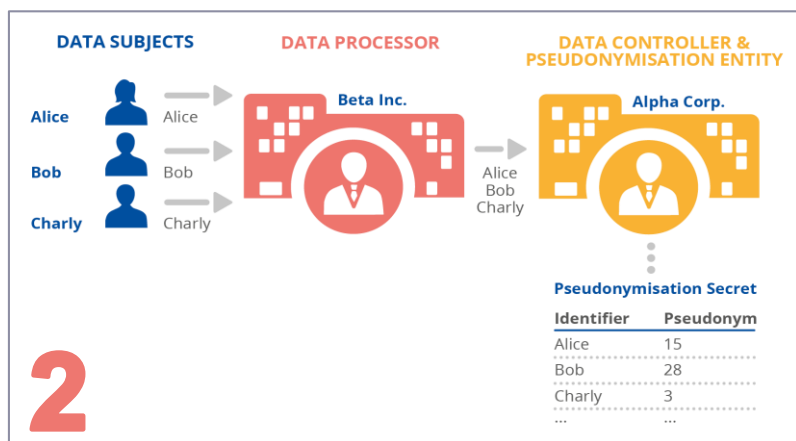 DATA SUBJECTS
DATA PROCESSOR
DATA CONTROLLER &
PSEUDONYMISATION ENTITY
Alice
Alice
Bob
Bob
Charly
Charly
Beta Inc.
Alice
Bob
Charly
Alpha Corp.
Pseudonymisation Secret
Identifier Pseudonym
Alice 15
Bob 28
Charly 3
... ...
2